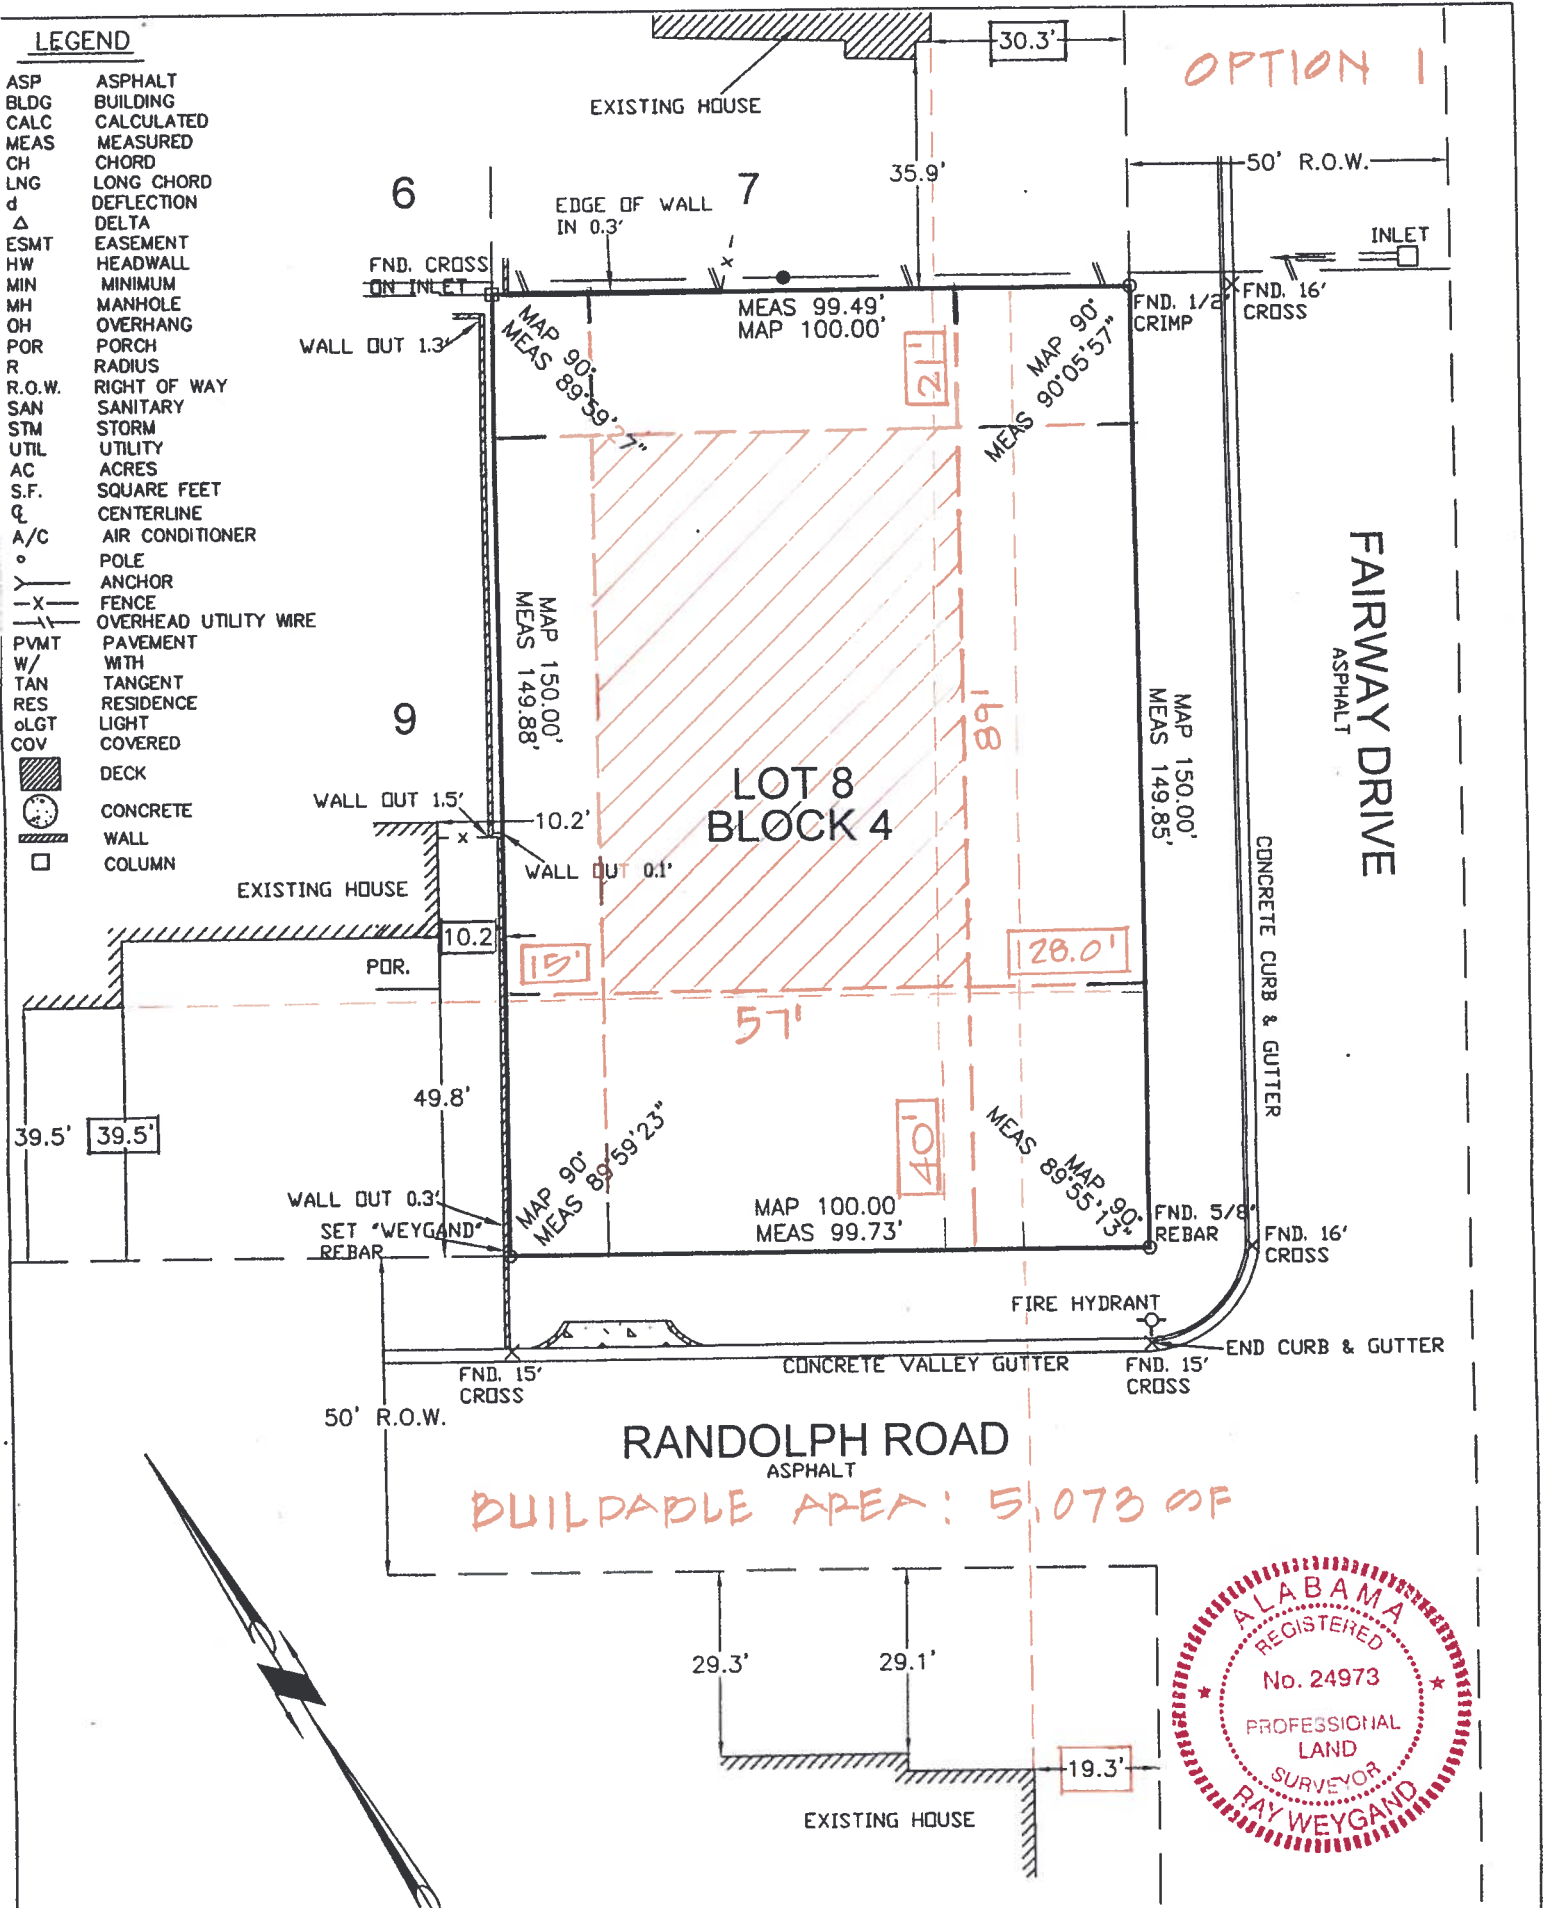 LEGEND
ASP ASPHALT
BLDG BUILDING
CALC CALCULATED
MEAS MEASURED
CH CHORD
LNG LONG CHORD
d DEFLECTION
Δ DELTA
ESMT EASEMENT
HW HEADWALL
MIN MINIMUM
MH MANHOLE
OH OVERHANG
POR PORCH
R RADIUS
R.O.W. RIGHT OF WAY
SAN SANITARY
STM STORM
UTIL UTILITY
AC ACRES
S.F. SQUARE FEET
℄ CENTERLINE
A/C AIR CONDITIONER
POLE
ANCHOR
-X- FENCE
OVERHEAD UTILITY WIRE
PVMT PAVEMENT
W/ WITH
TAN TANGENT
RES RESIDENCE
oLGT LIGHT
COV COVERED
DECK
CONCRETE
WALL
COLUMN
30.3'
OPTION 1
EXISTING HOUSE
35.9'
50' R.O.W.
6
7
EDGE OF WALL
IN 0.3'
x
INLET
FND. CROSS
ON INLET
MEAS 99.49'
MAP 100.00'
FND. 1/2"
CRIMP
FND. 16'
CROSS
WALL OUT 1.3'
MAP 90°
MEAS 89°59' 7"
21'
MAP 90°
MEAS 90°05'57"
MAP 150.00'
MEAS 149.88'
9
89'
MAP 150.00'
MEAS 149.85'
FAIRWAY DRIVE
ASPHALT
LOT 8
BLOCK 4
WALL OUT 1.5'
10.2'
x
WALL OUT 0.1'
EXISTING HOUSE
10.2
15'
28.0'
POR.
57'
CONCRETE CURB & GUTTER
49.8'
39.5'
39.5'
40'
MAP 90°
MEAS 89°59'23"
MAP 90°
MEAS 89°55'13"
WALL OUT 0.3'
SET "WEYGAND"
REBAR
MAP 100.00'
MEAS 99.73'
FND. 5/8"
REBAR
FND. 16'
CROSS
FIRE HYDRANT
END CURB & GUTTER
CONCRETE VALLEY GUTTER
FND. 15'
CROSS
FND. 15'
CROSS
50' R.O.W.
RANDOLPH ROAD
ASPHALT
BUILDABLE AREA: 5,073 SF
29.3'
29.1'
19.3'
EXISTING HOUSE
ALABAMA
REGISTERED
No. 24973
PROFESSIONAL
LAND
SURVEYOR
RAY WEYGAND